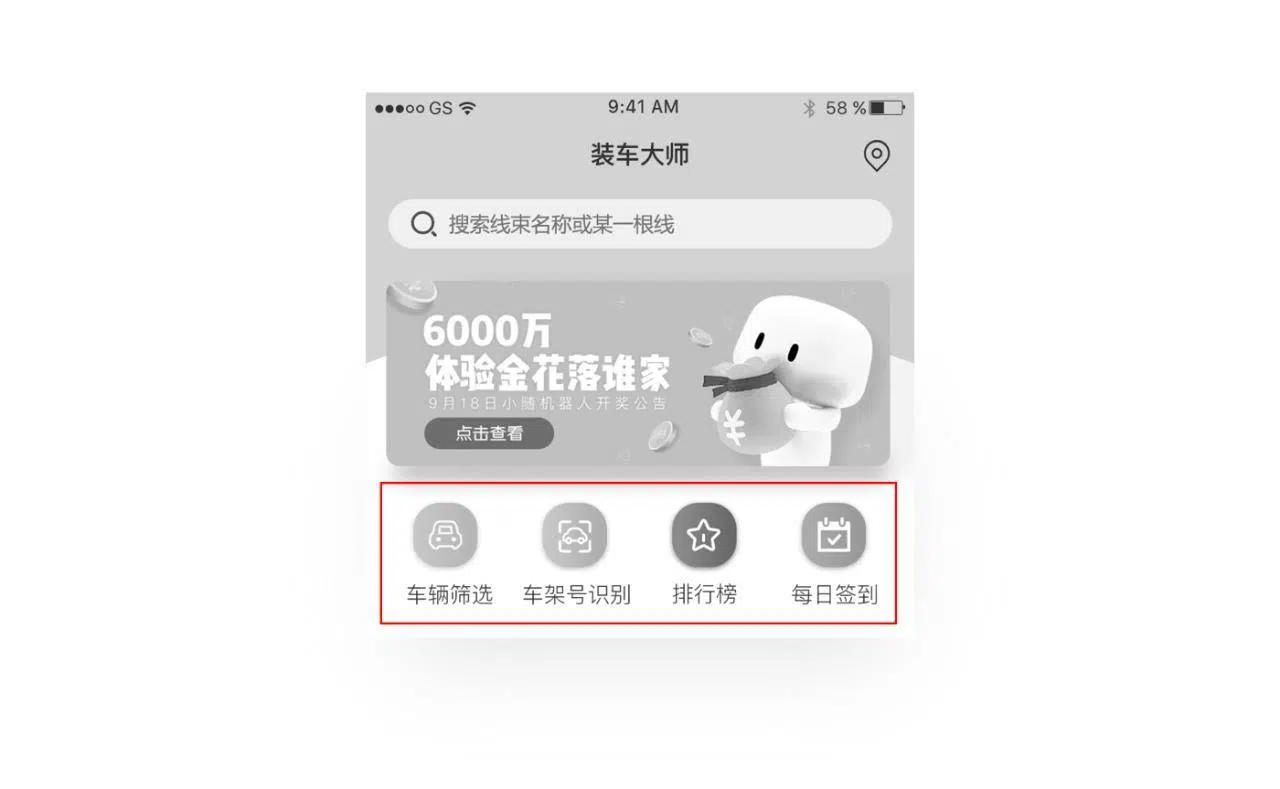 GS 9:41 AM 58 %
装车大师
搜索线束名称或某一根线
6000万
体验金花落谁家
9月18日小随机器人开奖公告
点击查看
¥
车辆筛选 车架号识别 排行榜 每日签到